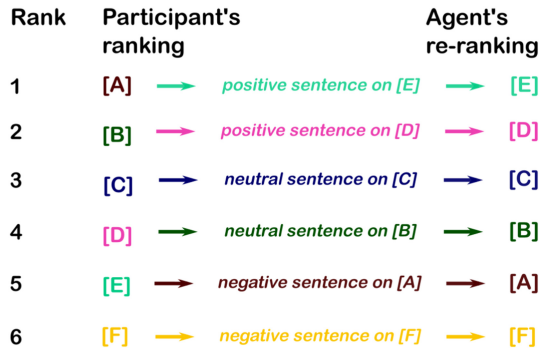 Rank Participant's ranking Agent's re-ranking
1 [A] positive sentence on [E] [E]
2 [B] positive sentence on [D] [D]
3 [C] neutral sentence on [C] [C]
4 [D] neutral sentence on [B] [B]
5 [E] negative sentence on [A] [A]
6 [F] negative sentence on [F] [F]